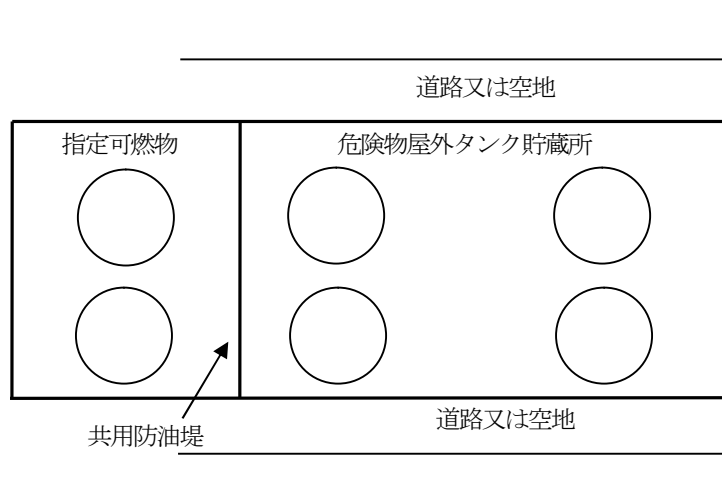 道路又は空地
指定可燃物
危険物屋外タンク貯蔵所
道路又は空地
共用防油堤